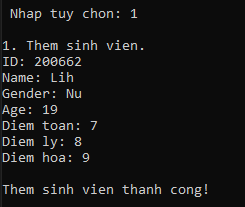 Nhap tuy chon: 1
1. Them sinh vien.
ID: 200662
Name: Lih
Gender: Nu
Age: 19
Diem toan: 7
Diem ly: 8
Diem hoa: 9
Them sinh vien thanh cong!